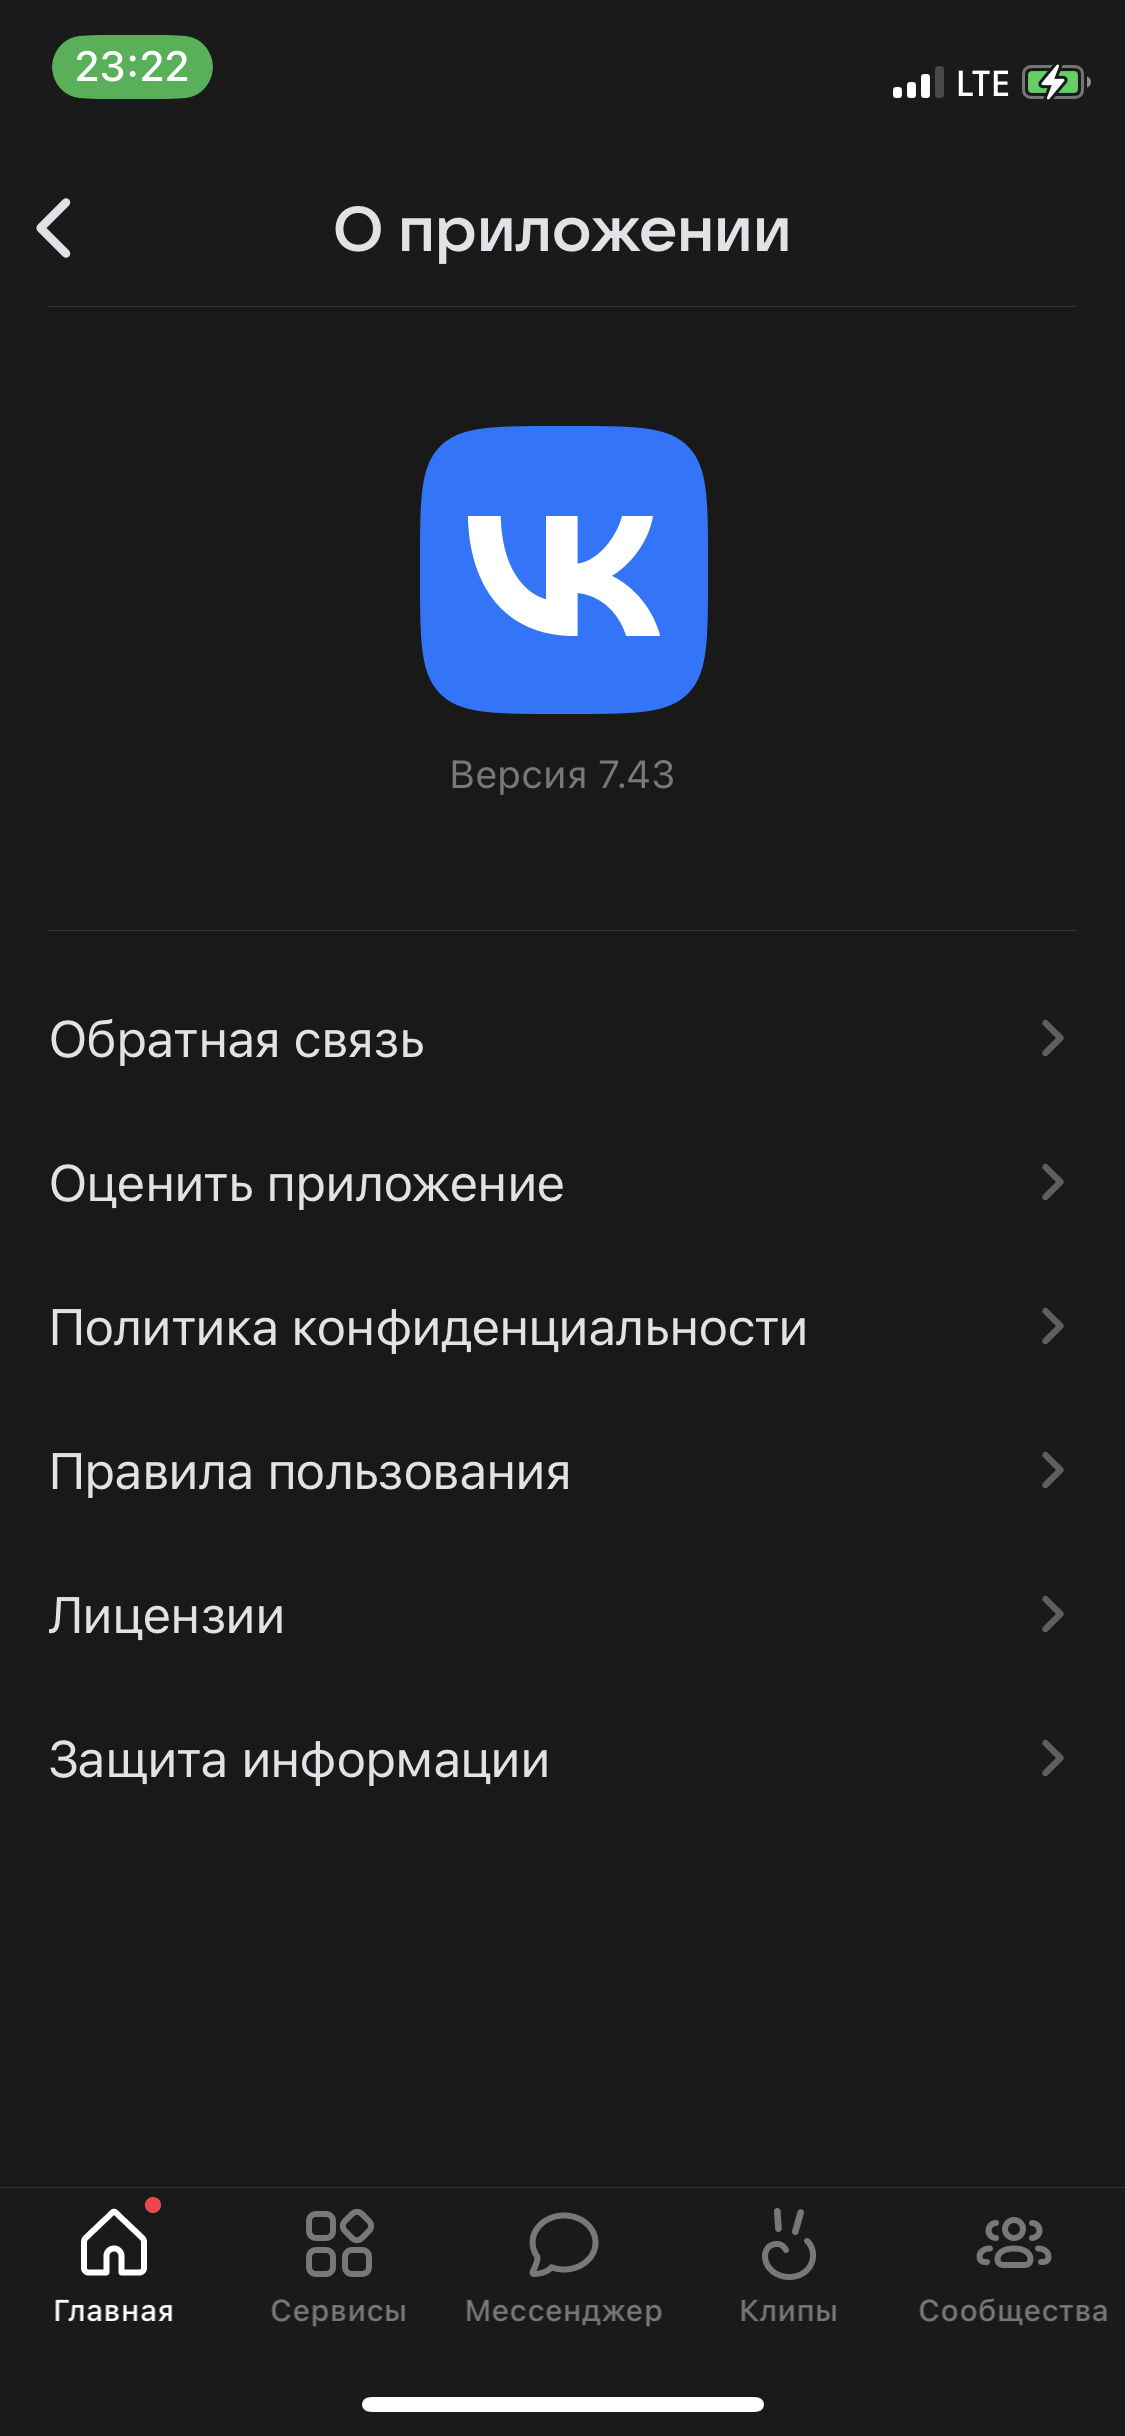 23:22
LTE
О приложении
VK
Версия 7.43
Обратная связь
Оценить приложение
Политика конфиденциальности
Правила пользования
Лицензии
Защита информации
Главная
Сервисы
Мессенджер
Клипы
Сообщества